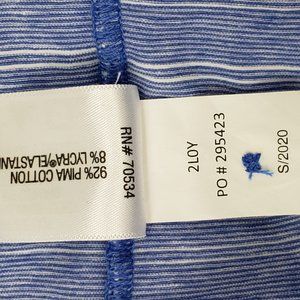 92% PIMA COTTON
8% LYCRA®ELASTAN
RN# 70534
2L0Y
PO # 295423
S/2020